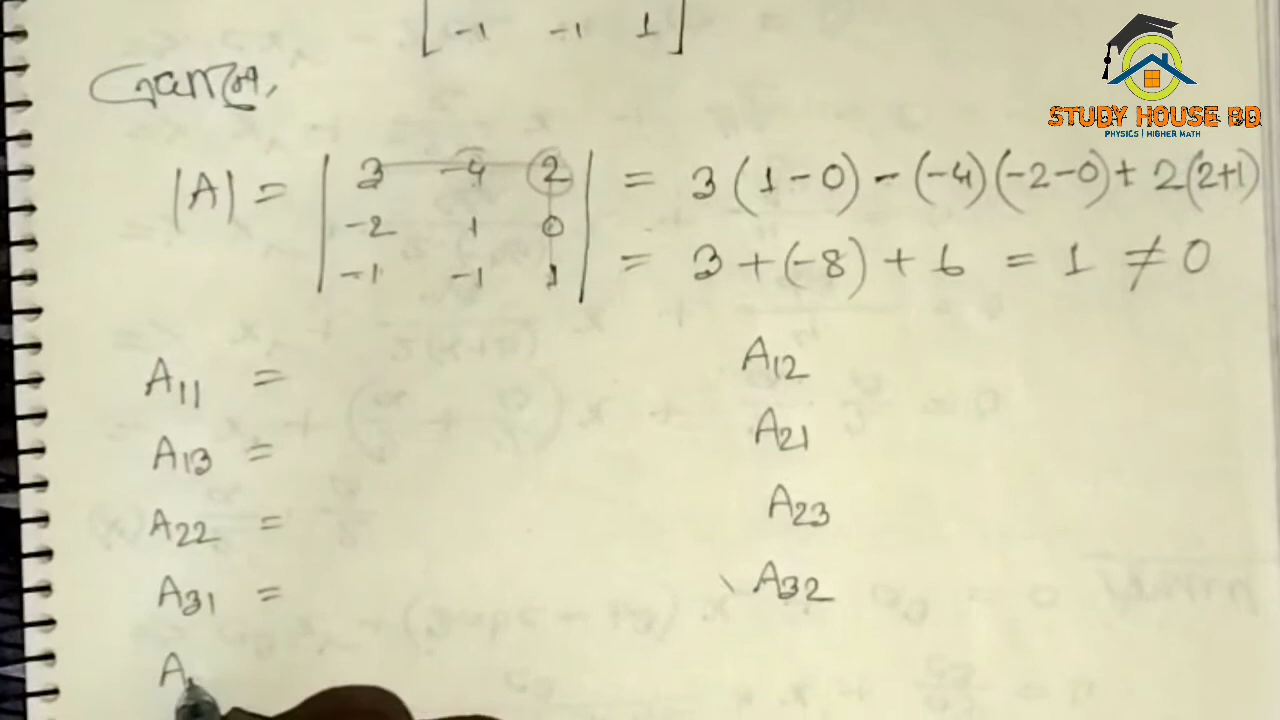 -1 -1 1
STUDY HOUSE BD
PHYSICS | HIGHER MATH
এখানে,
|A| = | 3 -4 2 | = 3(1-0) - (-4)(-2-0) + 2(2+1)
| -2 1 0 |
| -1 -1 1 | = 3 + (-8) + 6 = 1 ≠ 0
A11 = A12
A13 = A21
A22 = A23
A31 = A32
A